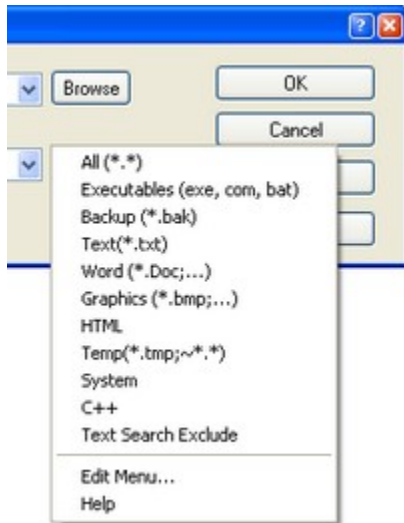 ?
Browse
OK
Cancel
All (*.*)
Executables (exe, com, bat)
Backup (*.bak)
Text(*.txt)
Word (*.Doc;...)
Graphics (*.bmp;...)
HTML
Temp(*.tmp;~*.*)
System
C++
Text Search Exclude
Edit Menu...
Help